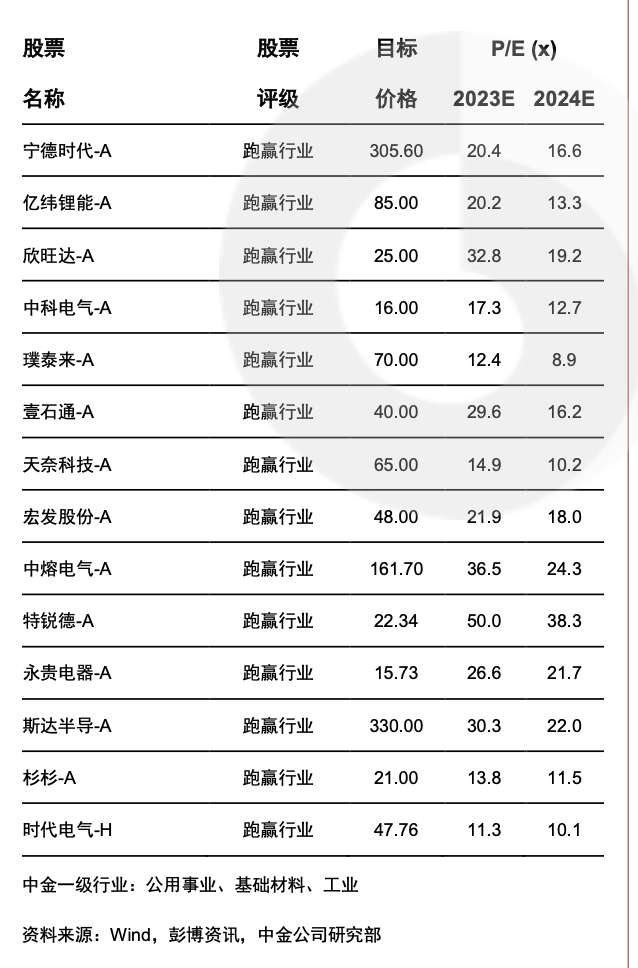 股票 股票 目标 P/E (x)
名称 评级 价格 2023E 2024E
宁德时代-A 跑赢行业 305.60 20.4 16.6
亿纬锂能-A 跑赢行业 85.00 20.2 13.3
欣旺达-A 跑赢行业 25.00 32.8 19.2
中科电气-A 跑赢行业 16.00 17.3 12.7
璞泰来-A 跑赢行业 70.00 12.4 8.9
壹石通-A 跑赢行业 40.00 29.6 16.2
天奈科技-A 跑赢行业 65.00 14.9 10.2
宏发股份-A 跑赢行业 48.00 21.9 18.0
中熔电气-A 跑赢行业 161.70 36.5 24.3
特锐德-A 跑赢行业 22.34 50.0 38.3
永贵电器-A 跑赢行业 15.73 26.6 21.7
斯达半导-A 跑赢行业 330.00 30.3 22.0
杉杉-A 跑赢行业 21.00 13.8 11.5
时代电气-H 跑赢行业 47.76 11.3 10.1
中金一级行业：公用事业、基础材料、工业
资料来源：Wind，彭博资讯，中金公司研究部